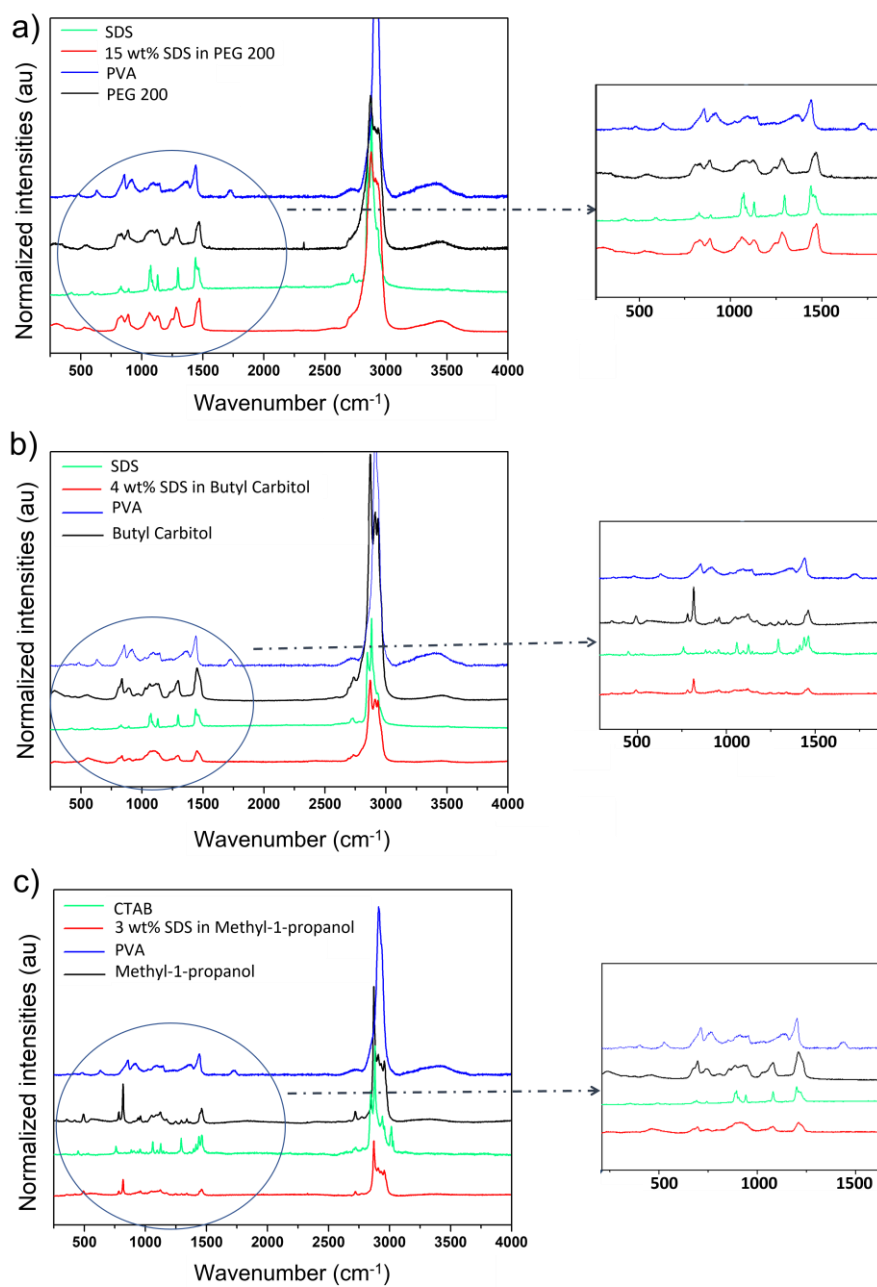 a)
SDS
15 wt% SDS in PEG 200
PVA
PEG 200
Normalized intensities (au)
500 1000 1500 2000 2500 3000 3500 4000
Wavenumber (cm-1)
500 1000 1500
b)
SDS
4 wt% SDS in Butyl Carbitol
PVA
Butyl Carbitol
Normalized intensities (au)
500 1000 1500 2000 2500 3000 3500 4000
Wavenumber (cm-1)
500 1000 1500
c)
CTAB
3 wt% SDS in Methyl-1-propanol
PVA
Methyl-1-propanol
Normalized intensities (au)
500 1000 1500 2000 2500 3000 3500 4000
Wavenumber (cm-1)
500 1000 1500